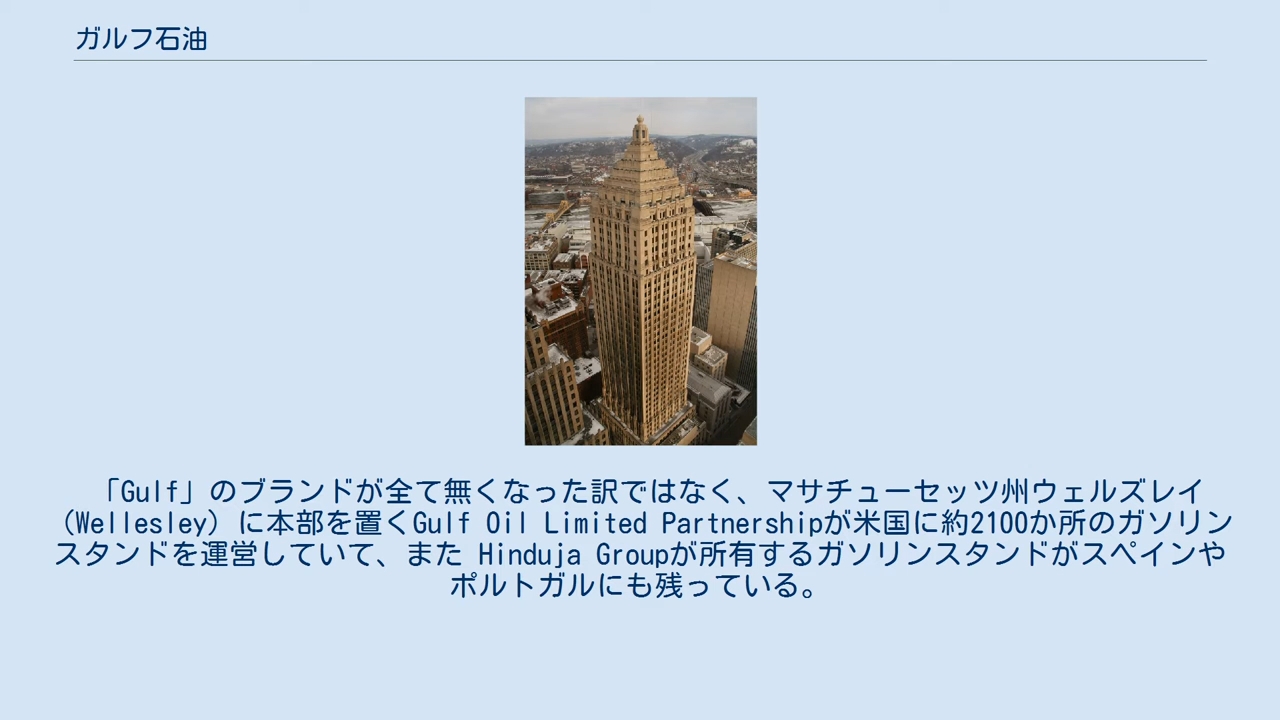 ガルフ石油
「Gulf」のブランドが全て無くなった訳ではなく、マサチューセッツ州ウェルズレイ
（Wellesley）に本部を置くGulf Oil Limited Partnershipが米国に約2100か所のガソリン
スタンドを運営していて、また Hinduja Groupが所有するガソリンスタンドがスペインや
ポルトガルにも残っている。